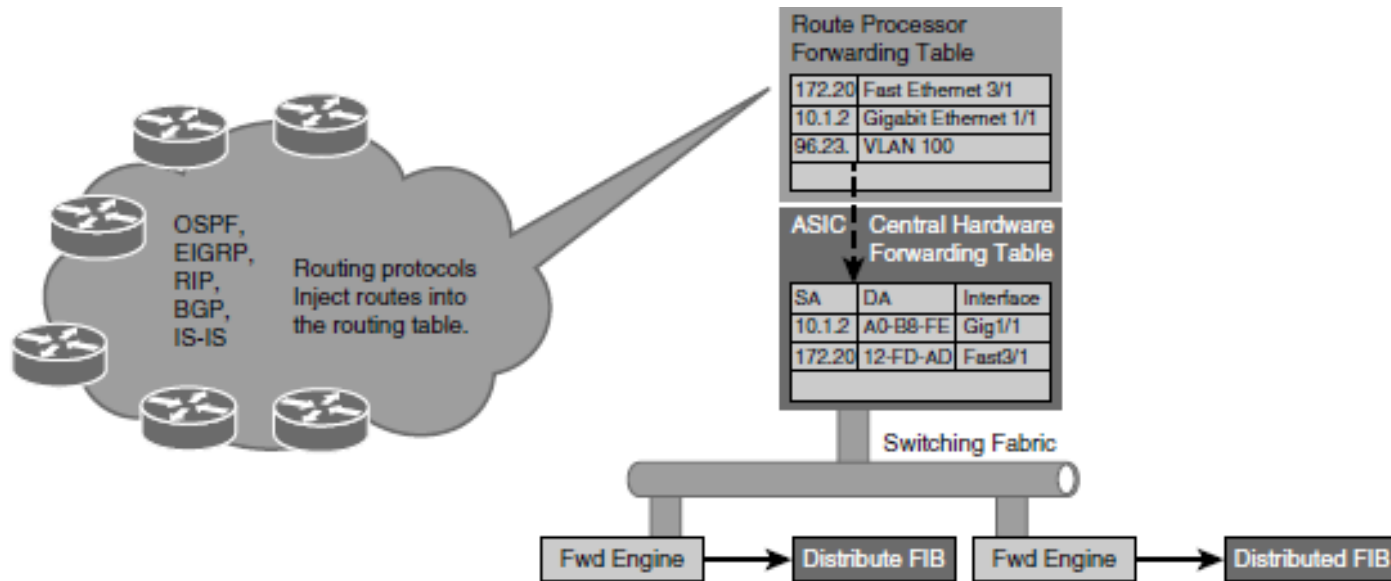 OSPF,
EIGRP,
RIP,
BGP,
IS-IS
Routing protocols
Inject routes into
the routing table.
Route Processor
Forwarding Table
172.20 Fast Ethernet 3/1
10.1.2 Gigabit Ethernet 1/1
96.23. VLAN 100
ASIC Central Hardware
Forwarding Table
SA DA Interface
10.1.2 A0-B8-FE Gig1/1
172.20 12-FD-AD Fast3/1
Switching Fabric
Fwd Engine Distribute FIB Fwd Engine Distributed FIB